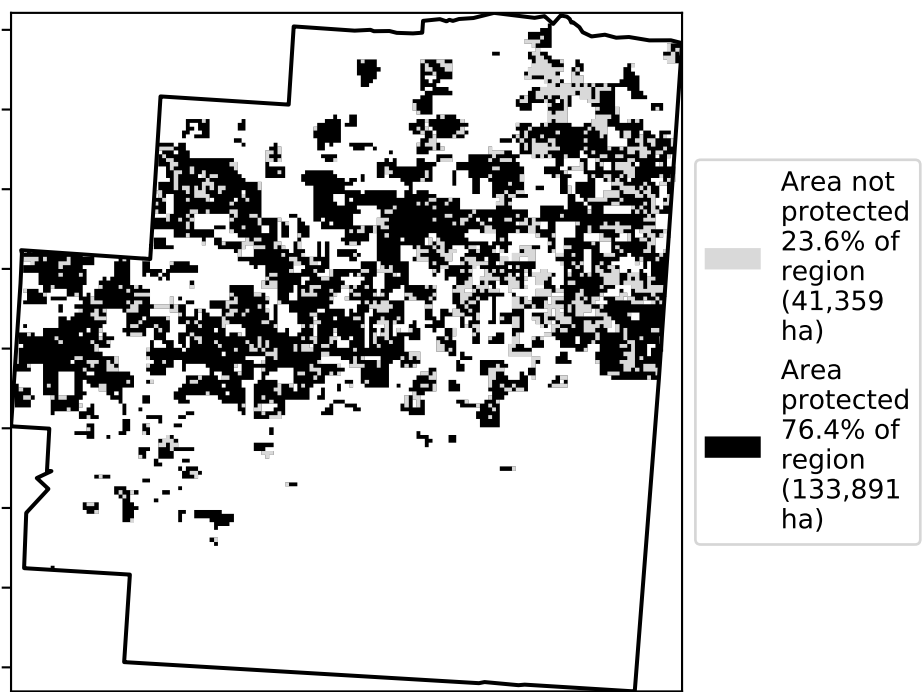 Area not
protected
23.6% of
region
(41,359
ha)
Area
protected
76.4% of
region
(133,891
ha)